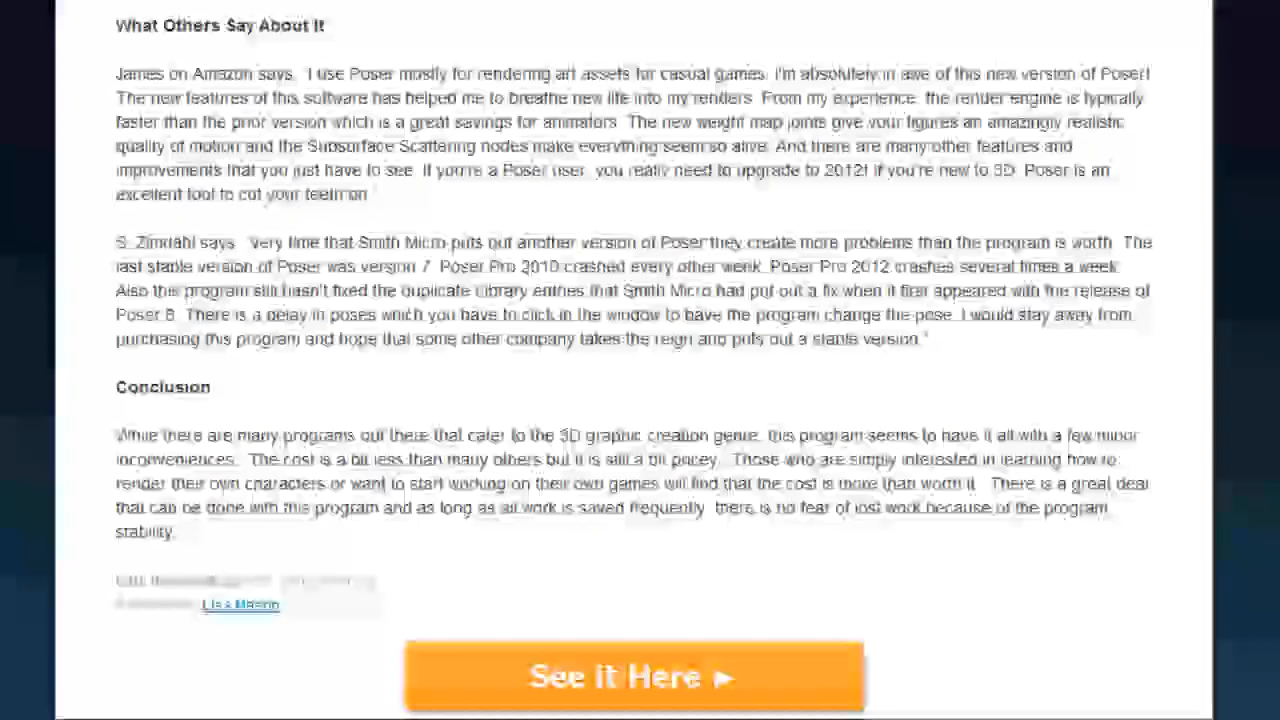 What Others Say About It
James on Amazon says, "I use Poser mostly for rendering art assets for casual games. I'm absolutely in awe of this new version of Poser!
The new features of this software has helped me to breathe new life into my renders. From my experience, the render engine is typically
faster than the prior version which is a great savings for animators. The new weight map joints give your figures an amazingly realistic
quality of motion and the Subsurface Scattering nodes make everything seem so alive. And there are many other features and
improvements that you just have to see. If you're a Poser user, you really need to upgrade to 2012! If you're new to 3D, Poser is an
excellent tool to cut your teeth on.
S. Zimdahl says, "Very time that Smith Micro puts out another version of Poser they create more problems than the program is worth. The
last stable version of Poser was version 7. Poser Pro 2010 crashed every other week. Poser Pro 2012 crashes several times a week.
Also this program still hasn't fixed the duplicate Library entries that Smith Micro had put out a fix when it first appeared with the release of
Poser 8. There is a delay in poses which you have to click in the window to have the program change the pose. I would stay away from
purchasing this program and hope that some other company takes the reign and puts out a stable version."
Conclusion
While there are many programs out there that cater to the 3D graphic creation genre, this program seems to have it all with a few minor
inconveniences. The cost is a bit less than many others but it is still a bit pricey. Those who are simply interested in learning how to
render their own characters or want to start working on their own games will find that the cost is more than worth it. There is a great deal
that can be done with this program and as long as all work is saved frequently, there is no fear of lost work because of the program
stability.
Lisa Mason
See it Here ►